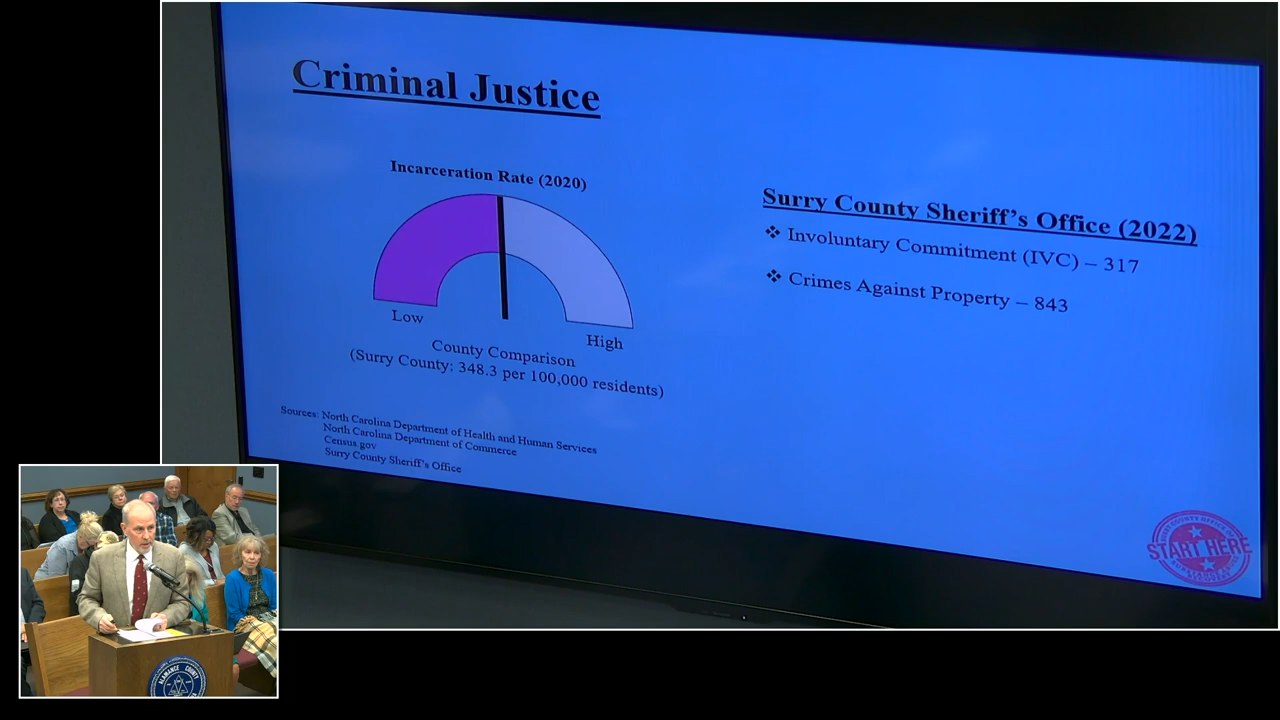 Criminal Justice
Incarceration Rate (2020)
Low
High
County Comparison
(Surry County: 348.3 per 100,000 residents)
Sources: North Carolina Department of Health and Human Services
North Carolina Department of Commerce
Census.gov
Surry County Sheriff's Office
Surry County Sheriff's Office (2022)
❖ Involuntary Commitment (IVC) – 317
❖ Crimes Against Property – 843
START HERE
ALAMANCE COUNTY